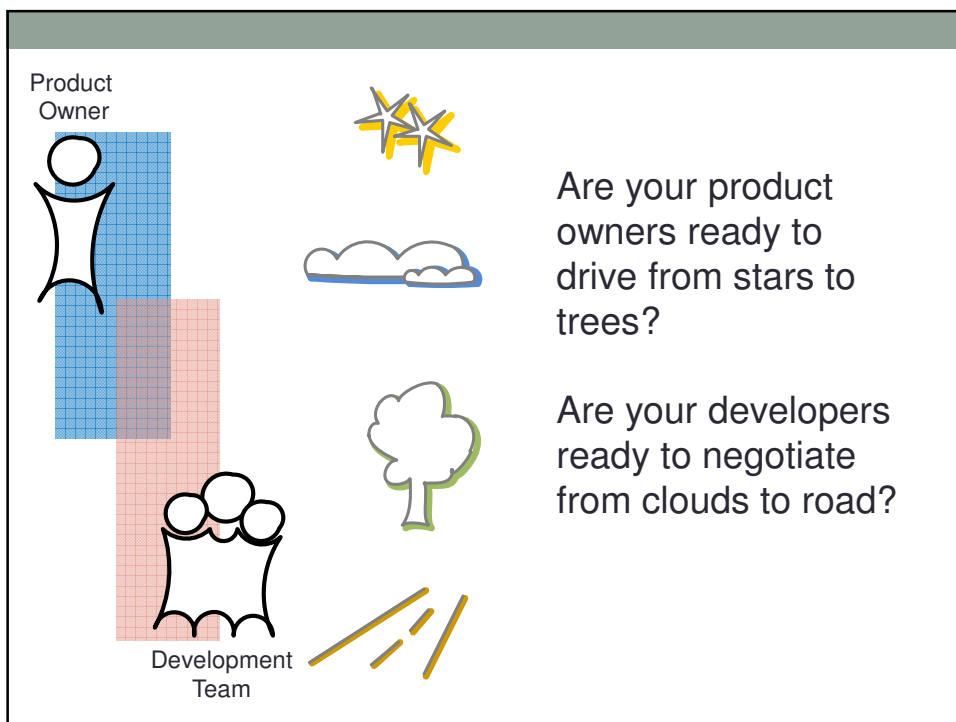 Product
Owner
Are your product
owners ready to
drive from stars to
trees?
Are your developers
ready to negotiate
from clouds to road?
Development
Team